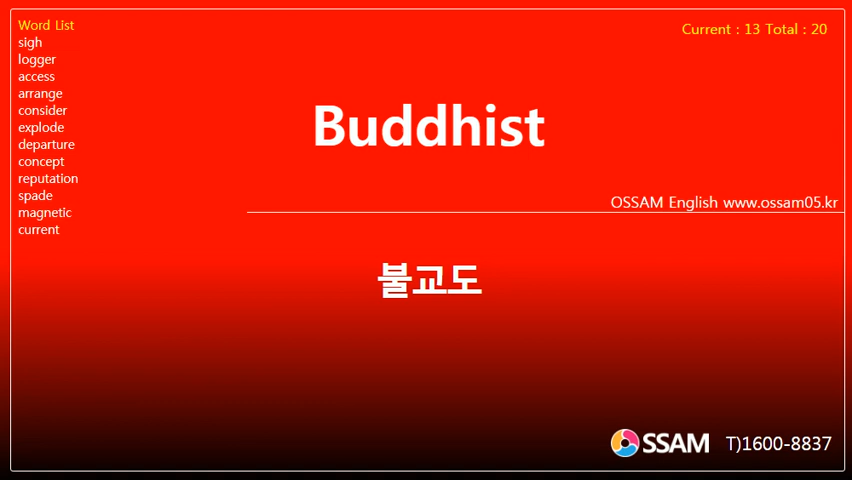 Word List
sigh
logger
access
arrange
consider
explode
departure
concept
reputation
spade
magnetic
current
Current : 13 Total : 20
Buddhist
OSSAM English www.ossam05.kr
불교도
SSAM T)1600-8837